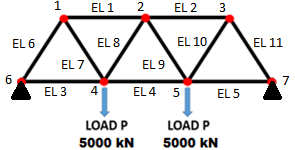 1 EL 1 2 EL 2 3
EL 6 EL 7 EL 8 EL 9 EL 10 EL 11
6 EL 3 4 EL 4 5 EL 5 7
LOAD P LOAD P
5000 kN 5000 kN